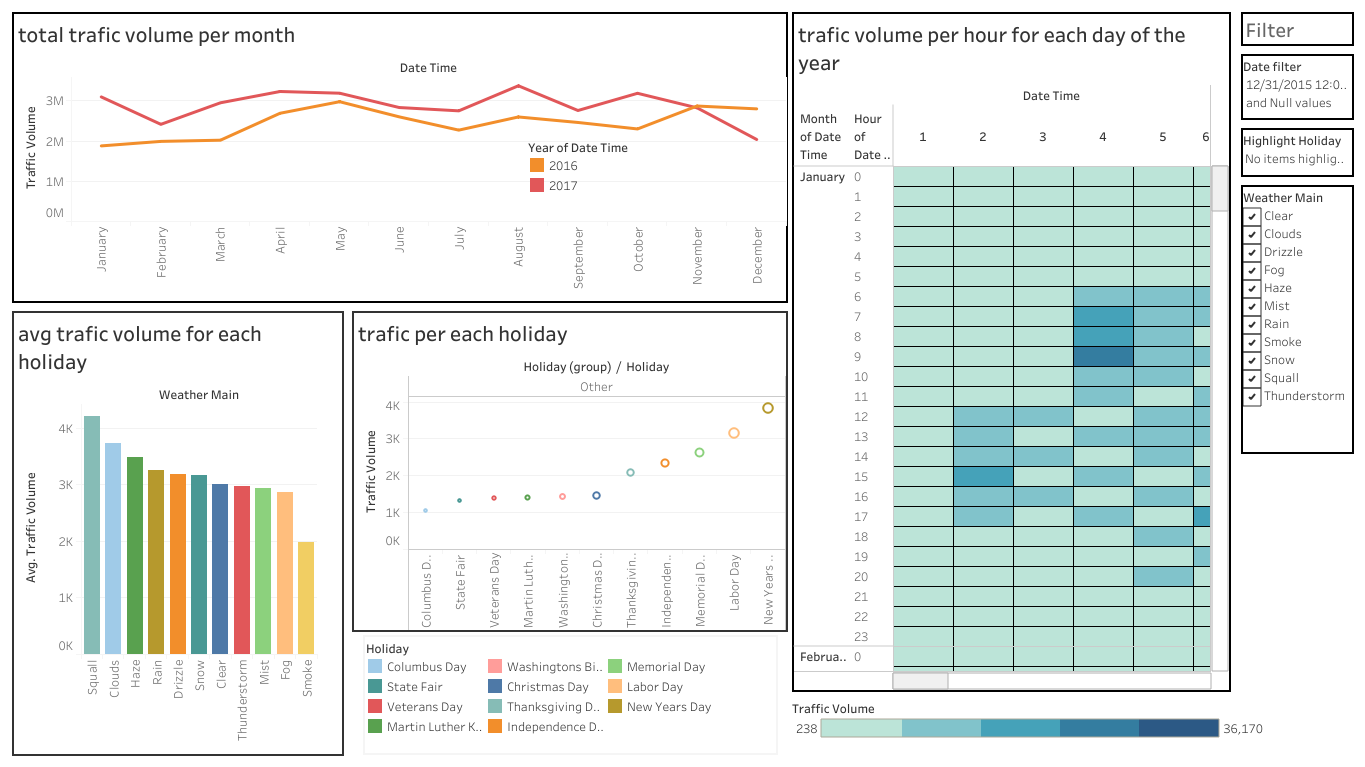 total trafic volume per month
Date Time
Traffic Volume
3M
2M
1M
0M
Year of Date Time
2016
2017
January
February
March
April
May
June
July
August
September
October
November
December
avg trafic volume for each
holiday
Weather Main
Avg. Traffic Volume
4K
3K
2K
1K
0K
Squall
Clouds
Haze
Rain
Drizzle
Snow
Clear
Thunderstorm
Mist
Fog
Smoke
trafic per each holiday
Holiday (group) / Holiday
Other
Traffic Volume
4K
3K
2K
1K
0K
Columbus D..
State Fair
Veterans Day
Martin Luth..
Washington..
Christmas D..
Thanksgivin..
Independen..
Memorial D..
Labor Day
New Years ..
Holiday
Columbus Day
State Fair
Veterans Day
Martin Luther K..
Washingtons Bi..
Christmas Day
Thanksgiving D..
Independence D..
Memorial Day
Labor Day
New Years Day
trafic volume per hour for each day of the
year
Date Time
Month
of Date
Time
Hour
of
Date ..
1 2 3 4 5 6
January 0
1
2
3
4
5
6
7
8
9
10
11
12
13
14
15
16
17
18
19
20
21
22
23
Februa.. 0
Traffic Volume
238 36,170
Filter
Date filter
12/31/2015 12:0..
and Null values
Highlight Holiday
No items highlig..
Weather Main
Clear
Clouds
Drizzle
Fog
Haze
Mist
Rain
Smoke
Snow
Squall
Thunderstorm